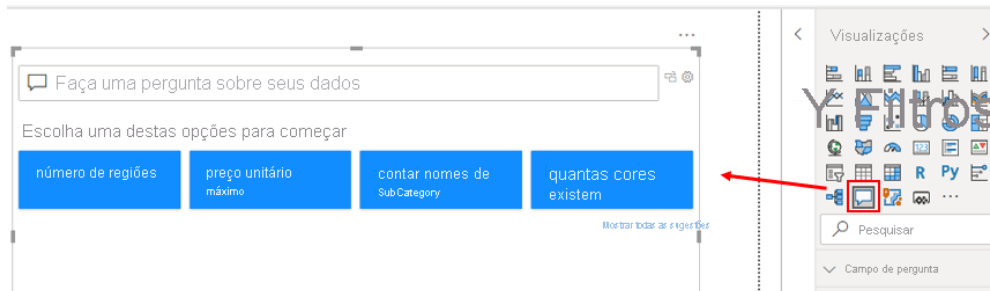 Visualizações
Faça uma pergunta sobre seus dados
Y Filtros
Escolha uma destas opções para começar
número de regiões
preço unitário
máximo
contar nomes de
SubCategory
quantas cores
existem
Mostrar todas as sugestões
123
R Py
Pesquisar
Campo de pergunta